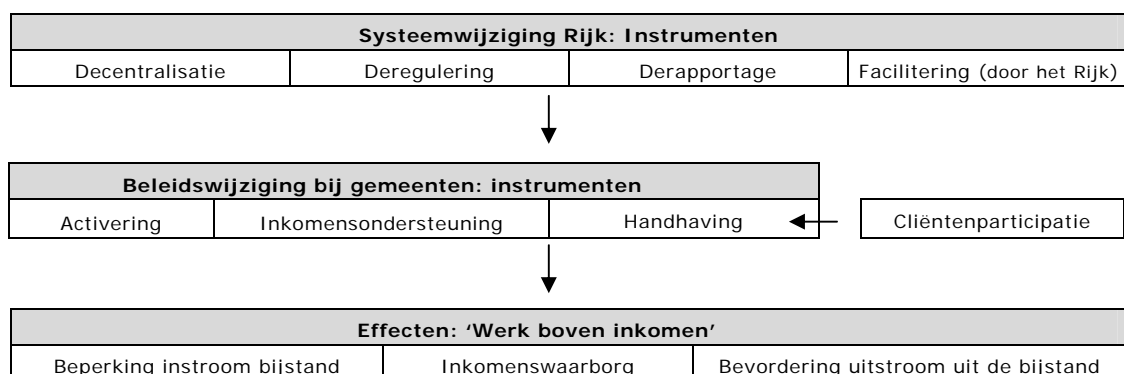 Systeemwijziging Rijk: Instrumenten
Decentralisatie Deregulering Derapportage Facilitering (door het Rijk)
Beleidswijziging bij gemeenten: instrumenten
Activering Inkomensondersteuning Handhaving Cliëntenparticipatie
Effecten: ‘Werk boven inkomen’
Beperking instroom bijstand Inkomenswaarborg Bevordering uitstroom uit de bijstand